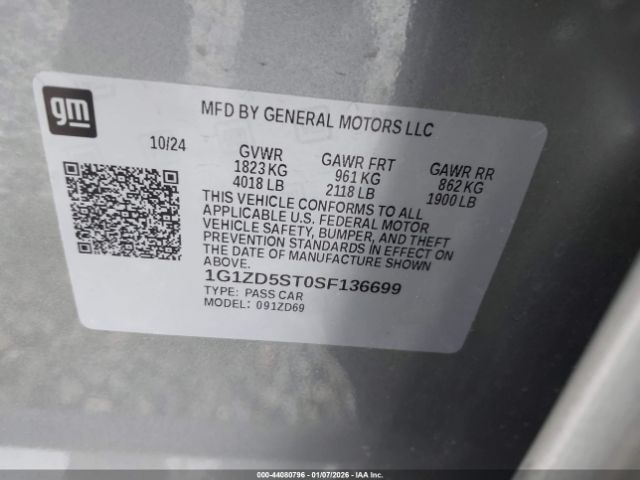 gm
MFD BY GENERAL MOTORS LLC
10/24
GVWR GAWR FRT GAWR RR
1823 KG 961 KG 862 KG
4018 LB 2118 LB 1900 LB
THIS VEHICLE CONFORMS TO ALL
APPLICABLE U.S. FEDERAL MOTOR
VEHICLE SAFETY, BUMPER, AND THEFT
PREVENTION STANDARDS IN EFFECT ON
THE DATE OF MANUFACTURE SHOWN
ABOVE.
1G1ZD5ST0SF136699
TYPE: PASS CAR
MODEL: 091ZD69
000-44080796 - 01/07/2026 - IAA Inc.